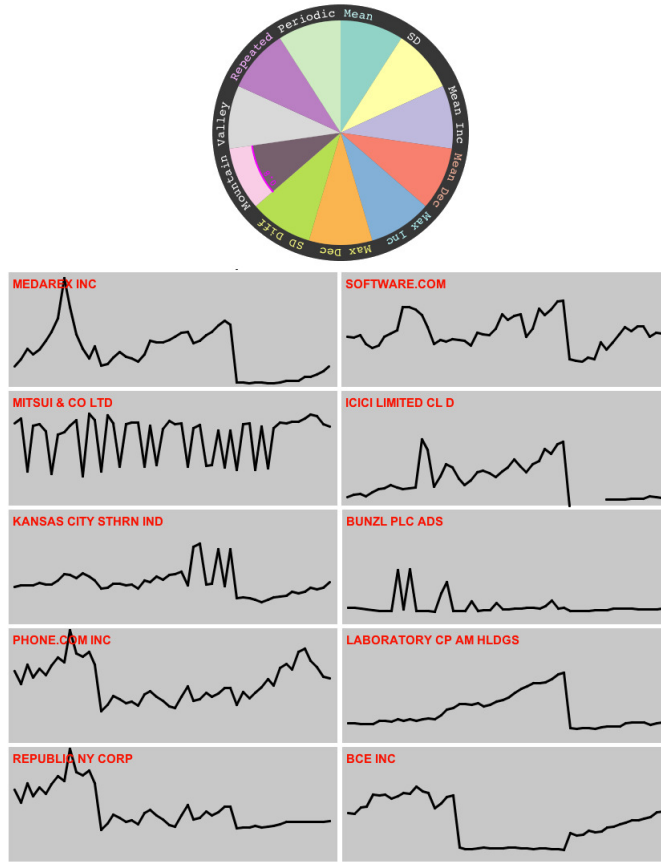 Mean
SD
Mean Inc
Mean Dec
Max Inc
Max Dec
SD Diff
Mountain Valley
Repeated
Periodic
MEDAREX INC
SOFTWARE.COM
MITSUI & CO LTD
ICICI LIMITED CL D
KANSAS CITY STHRN IND
BUNZL PLC ADS
PHONE.COM INC
LABORATORY CP AM HLDGS
REPUBLIC NY CORP
BCE INC